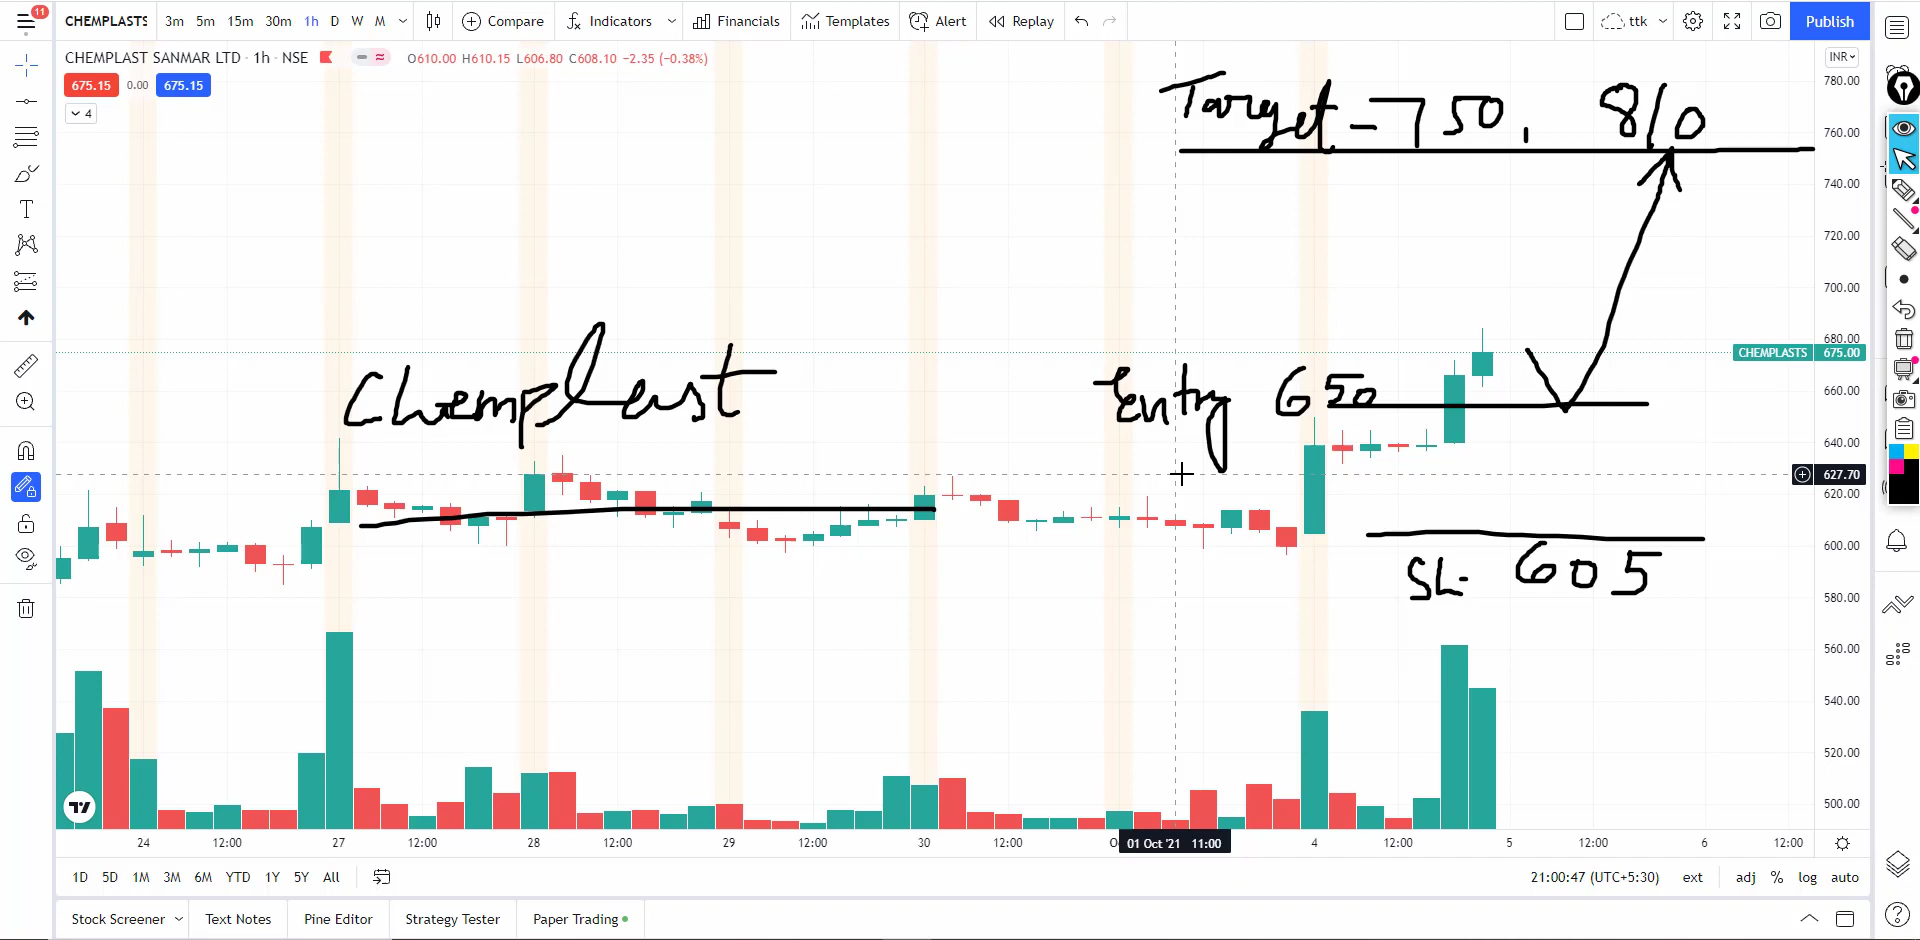 11
CHEMPLASTS
3m 5m 15m 30m 1h D W M
Compare
Indicators
Financials
Templates
Alert
Replay
ttk
Publish
CHEMPLAST SANMAR LTD · 1h · NSE
O610.00 H610.15 L606.80 C608.10 −2.35 (−0.38%)
INR
675.15 0.00 675.15
4
Target - 750, 810
Chemplast
Entry 650
SL- 605
780.00
760.00
740.00
720.00
700.00
680.00
CHEMPLASTS 675.00
660.00
640.00
627.70
620.00
600.00
580.00
560.00
540.00
520.00
500.00
24 12:00 27 12:00 28 12:00 29 12:00 30 12:00 O 01 Oct '21 11:00 4 12:00 5 12:00 6 12:00
1D 5D 1M 3M 6M YTD 1Y 5Y All
21:00:47 (UTC+5:30) ext adj % log auto
Stock Screener Text Notes Pine Editor Strategy Tester Paper Trading